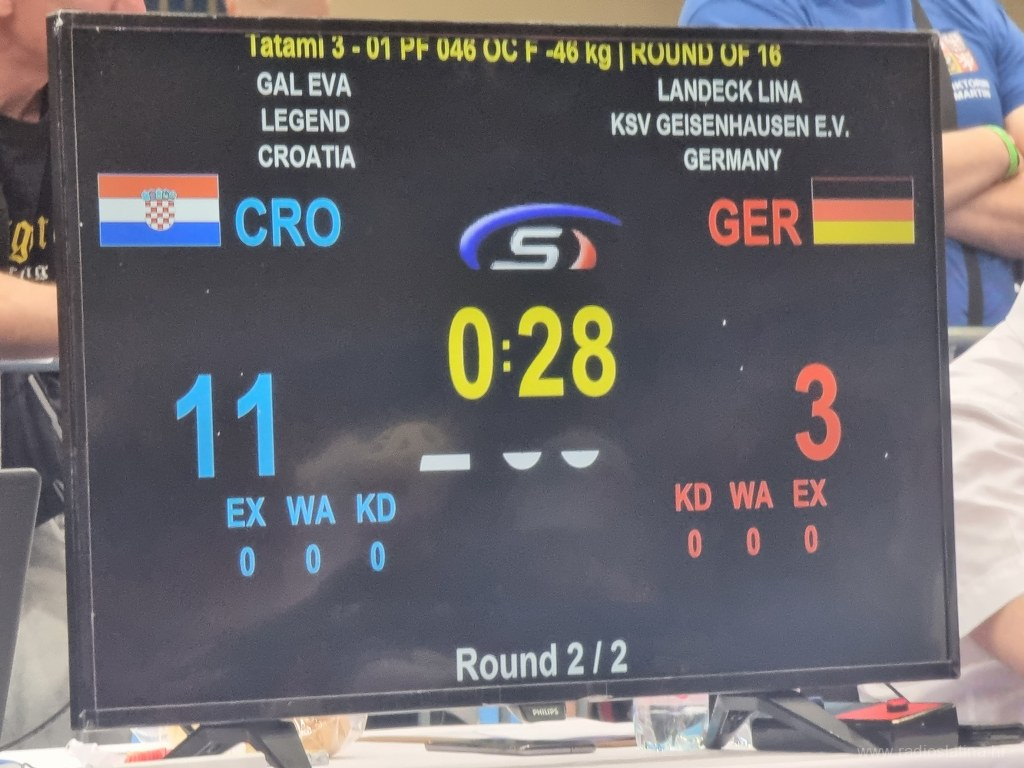 Tatami 3 - 01 PF 046 OC F -46 kg | ROUND OF 16
GAL EVA
LEGEND
CROATIA
LANDECK LINA
KSV GEISENHAUSEN E.V.
GERMANY
CRO
GER
S
0:28
11
3
EX WA KD
0 0 0
KD WA EX
0 0 0
Round 2 / 2
PHILIPS
MARTIN